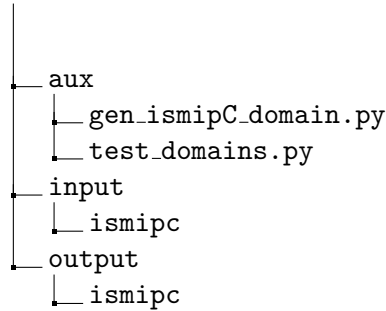 aux
gen_ismipC_domain.py
test_domains.py
input
ismipc
output
ismipc